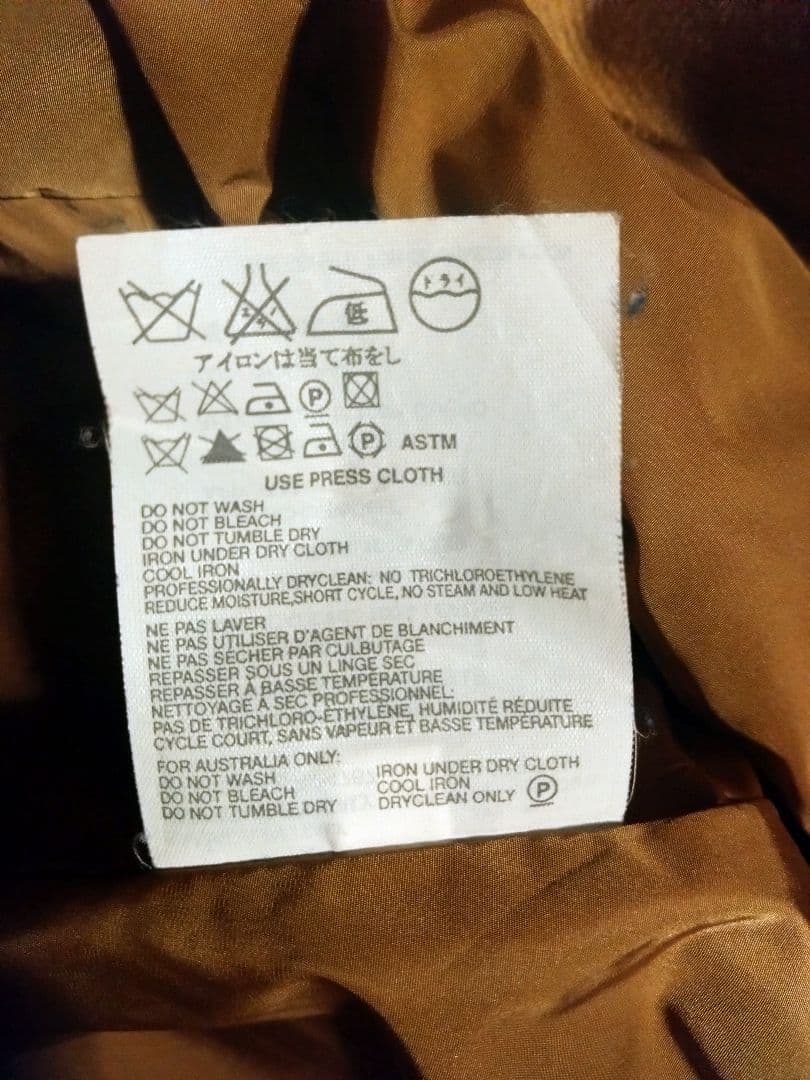 エンソ
低
ドライ
アイロンは当て布をし
P
P ASTM
USE PRESS CLOTH
DO NOT WASH
DO NOT BLEACH
DO NOT TUMBLE DRY
IRON UNDER DRY CLOTH
COOL IRON
PROFESSIONALLY DRYCLEAN: NO TRICHLOROETHYLENE
REDUCE MOISTURE,SHORT CYCLE, NO STEAM AND LOW HEAT
NE PAS LAVER
NE PAS UTILISER D'AGENT DE BLANCHIMENT
NE PAS SÉCHER PAR CULBUTAGE
REPASSER SOUS UN LINGE SEC
REPASSER À BASSE TEMPÉRATURE
NETTOYAGE À SEC PROFESSIONNEL:
PAS DE TRICHLORO-ÉTHYLÈNE, HUMIDITÉ RÉDUITE
CYCLE COURT, SANS VAPEUR ET BASSE TEMPÉRATURE
FOR AUSTRALIA ONLY:
DO NOT WASH
DO NOT BLEACH
DO NOT TUMBLE DRY
IRON UNDER DRY CLOTH
COOL IRON
DRYCLEAN ONLY P